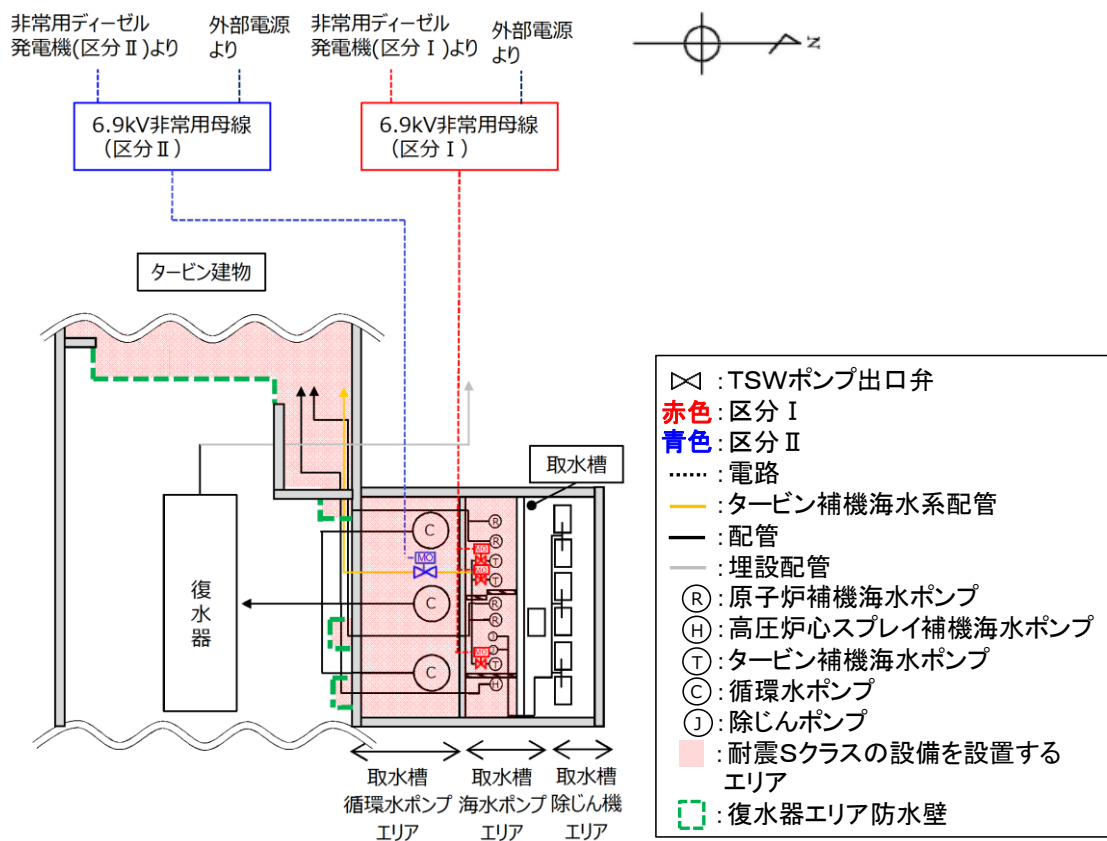 非常用ディーゼル
発電機(区分Ⅱ)より
外部電源
より
非常用ディーゼル
発電機(区分Ⅰ)より
外部電源
より
N
6.9kV非常用母線
(区分Ⅱ)
6.9kV非常用母線
(区分Ⅰ)
タービン建物
取水槽
復水器
C
C
C
MO
MO
MO
MO
R
R
T
T
R
R
J
J
T
H
取水槽
循環水ポンプ
エリア
取水槽
海水ポンプ
エリア
取水槽
除じん機
エリア
:TSWポンプ出口弁
赤色:区分Ⅰ
青色:区分Ⅱ
:電路
:タービン補機海水系配管
:配管
:埋設配管
R:原子炉補機海水ポンプ
H:高圧炉心スプレイ補機海水ポンプ
T:タービン補機海水ポンプ
C:循環水ポンプ
J:除じんポンプ
:耐震Sクラスの設備を設置する
エリア
:復水器エリア防水壁